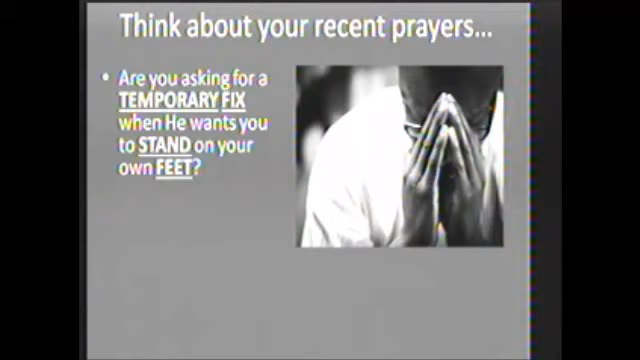 Think about your recent prayers...
• Are you asking for a
TEMPORARY FIX
when He wants you
to STAND on your
own FEET?